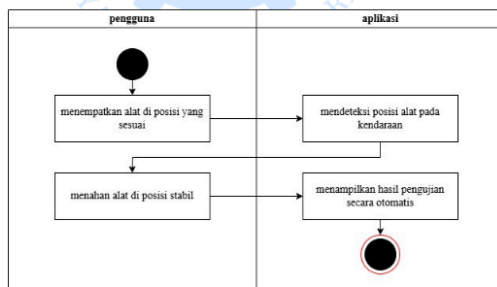 pengguna
aplikasi
menempatkan alat di posisi yang
sesuai
mendeteksi posisi alat pada
kendaraan
menahan alat di posisi stabil
menampilkan hasil pengujian
secara otomatis